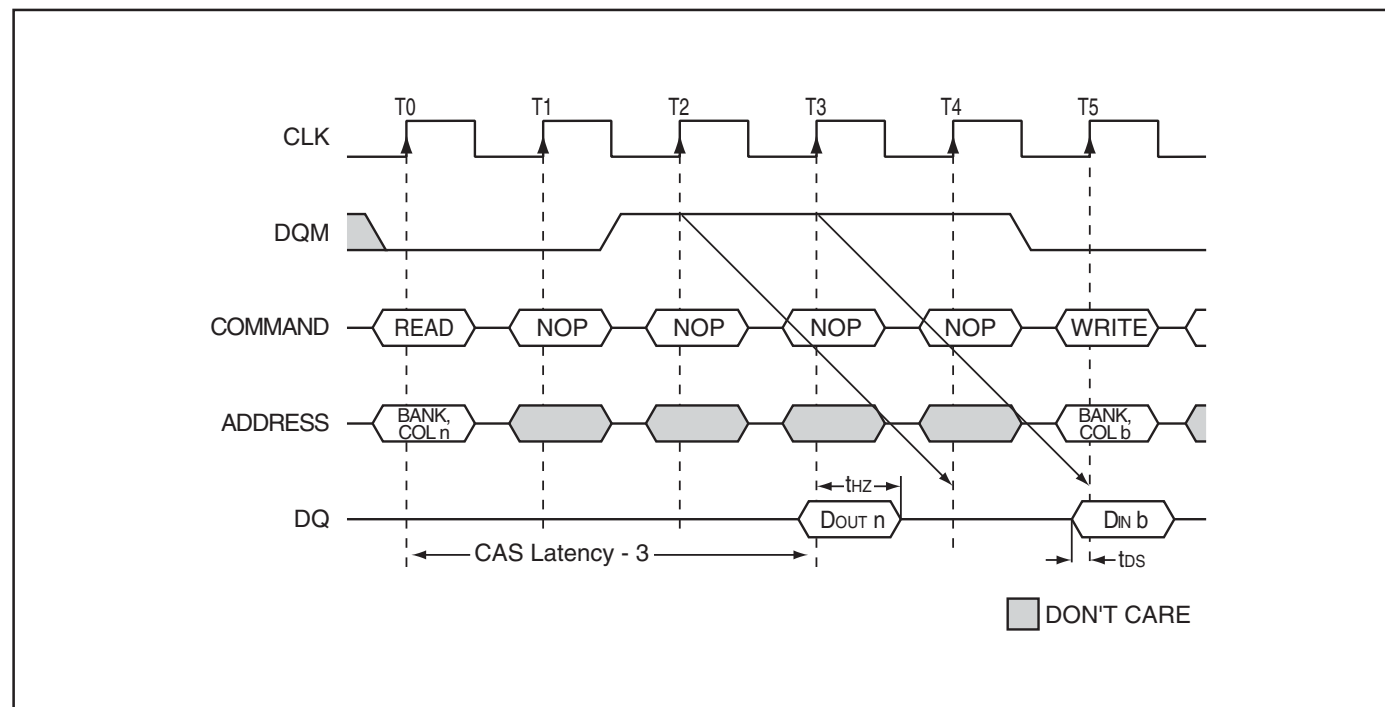 T0 T1 T2 T3 T4 T5
CLK
DQM
COMMAND READ NOP NOP NOP NOP WRITE
ADDRESS BANK, COL n BANK, COL b
tHZ
DQ DOUT n DIN b
CAS Latency - 3 tDS
DON'T CARE